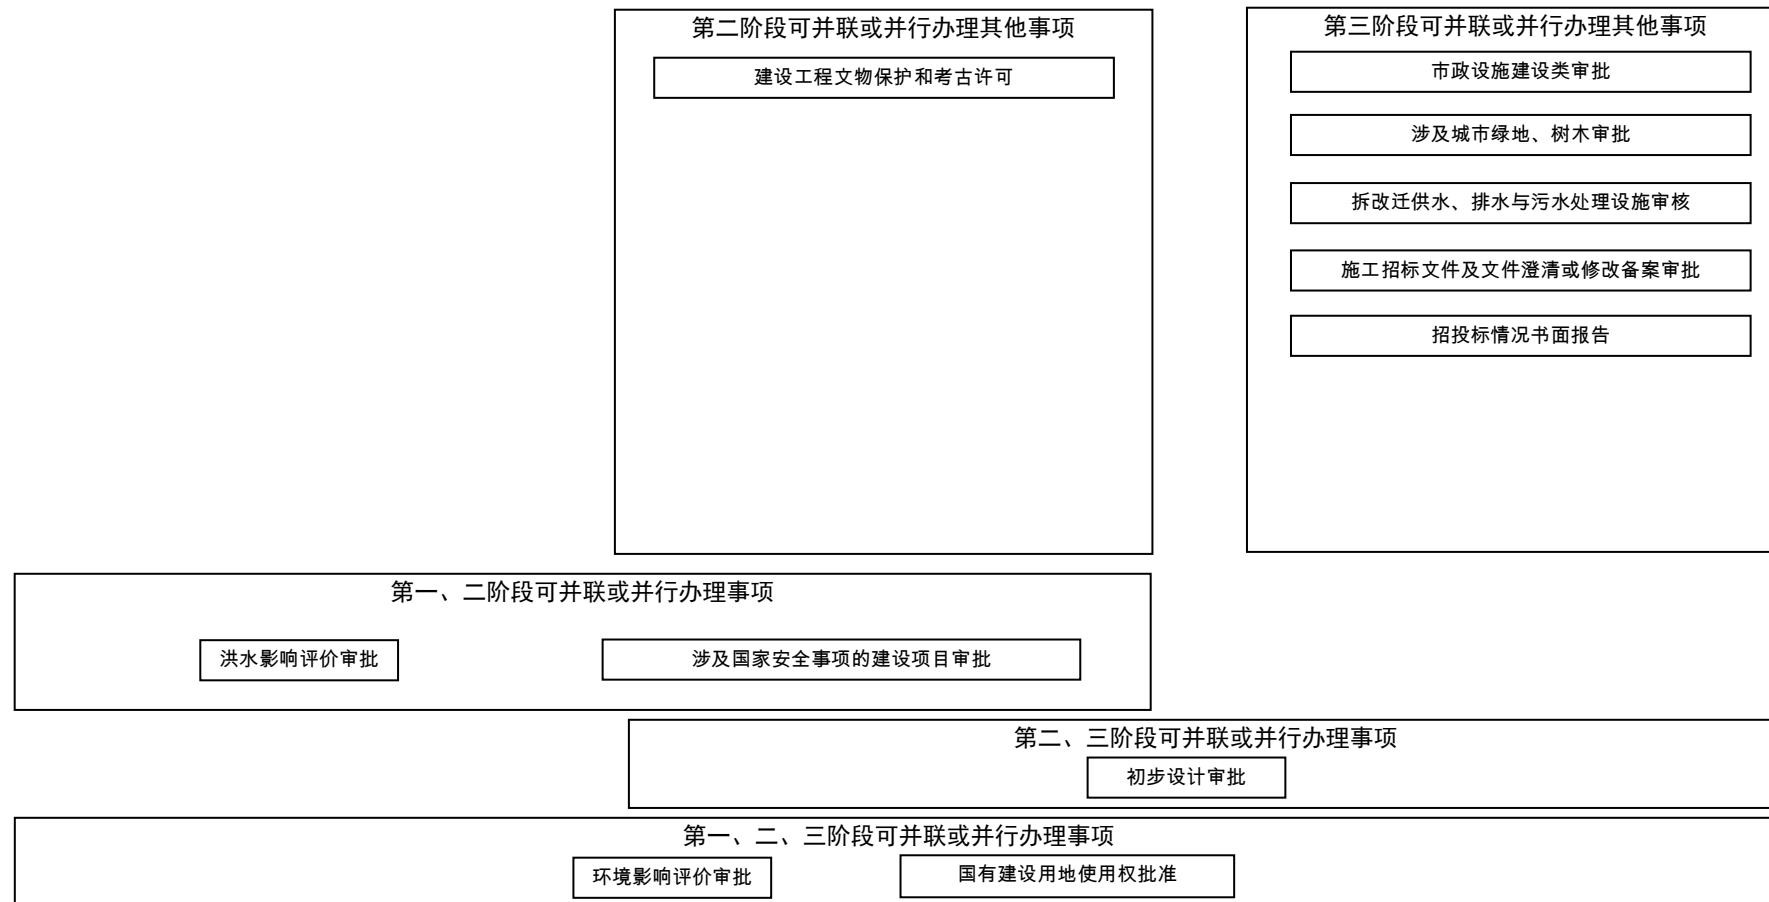 第二阶段可并联或并行办理其他事项
建设工程文物保护和考古许可
第三阶段可并联或并行办理其他事项
市政设施建设类审批
涉及城市绿地、树木审批
拆改迁供水、排水与污水处理设施审核
施工招标文件及文件澄清或修改备案审批
招投标情况书面报告
第一、二阶段可并联或并行办理事项
洪水影响评价审批
涉及国家安全事项的建设项目审批
第二、三阶段可并联或并行办理事项
初步设计审批
第一、二、三阶段可并联或并行办理事项
环境影响评价审批
国有建设用地使用权批准